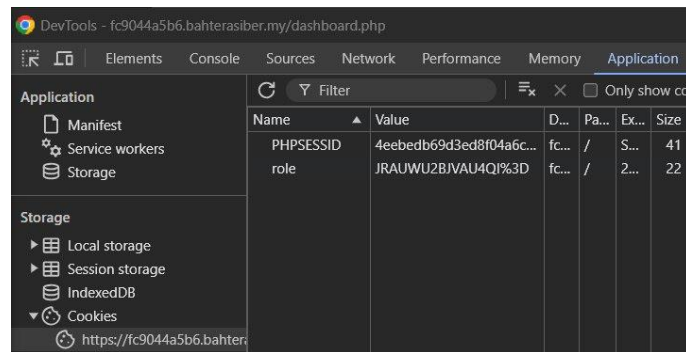 DevTools - fc9044a5b6.bahterasiber.my/dashboard.php
Elements Console Sources Network Performance Memory Application
Application
Manifest
Service workers
Storage
Storage
Local storage
Session storage
IndexedDB
Cookies
https://fc9044a5b6.bahter
Filter Only show co
Name Value D... Pa... Ex... Size
PHPSESSID 4eebedb69d3ed8f04a6c... fc... / S... 41
role JRAUWU2BJVAU4QI%3D fc... / 2... 22